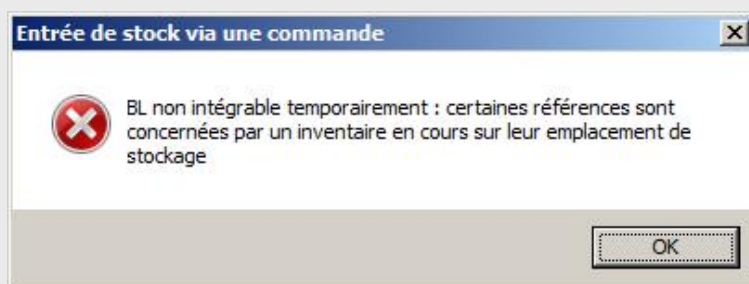 Entrée de stock via une commande
BL non intégrable temporairement : certaines références sont
concernées par un inventaire en cours sur leur emplacement de
stockage
OK